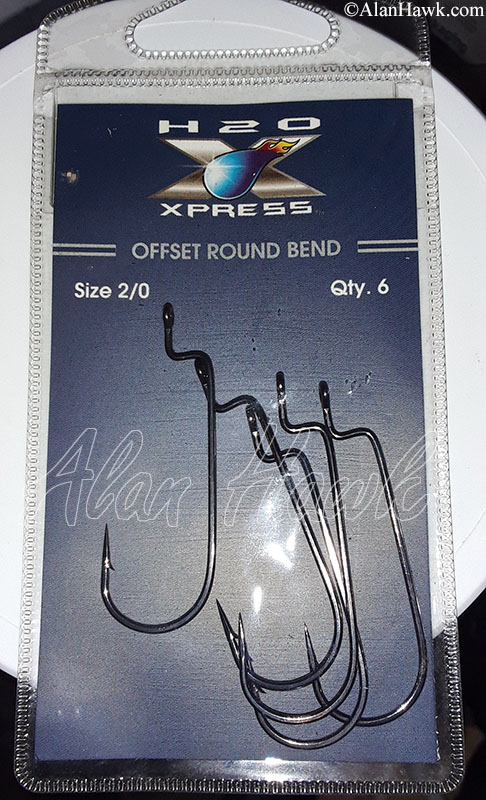 ©AlanHawk.com
H2O
X
XPRESS
OFFSET ROUND BEND
Size 2/0 Qty. 6
Alan Hawk